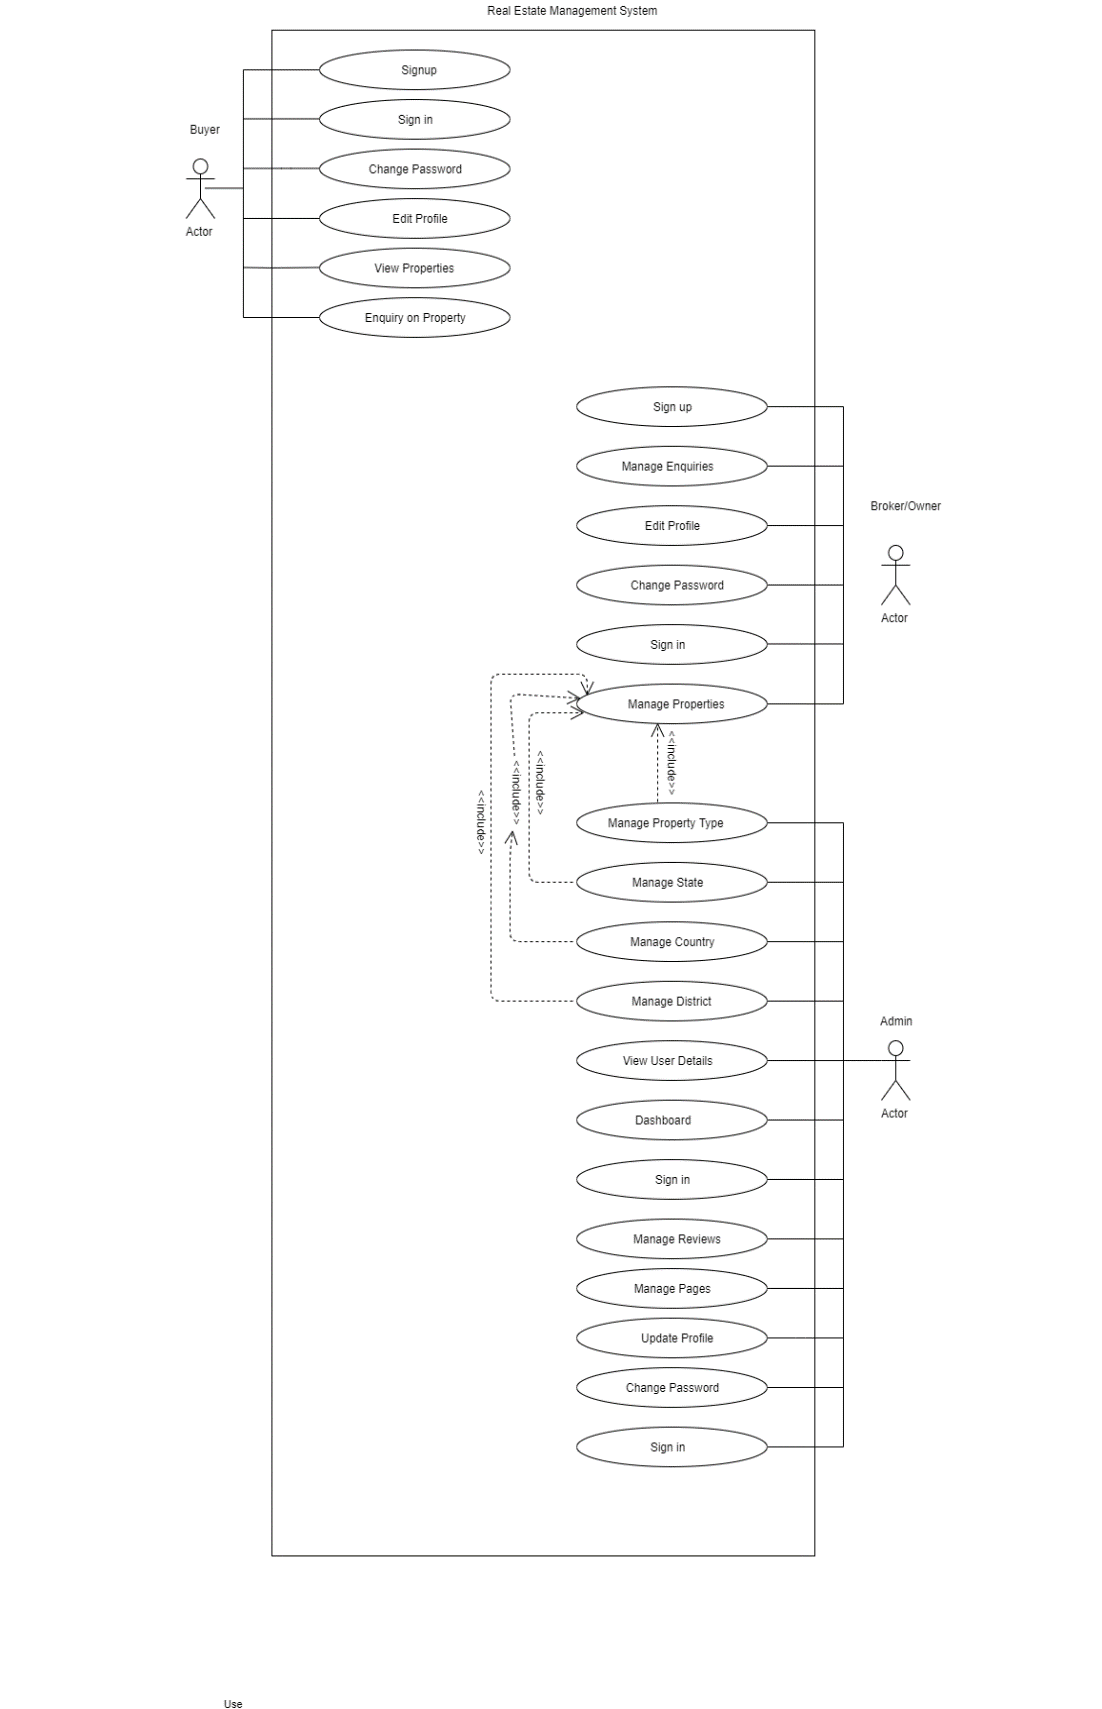 Real Estate Management System
Signup
Sign in
Buyer
Change Password
Edit Profile
Actor
View Properties
Enquiry on Property
Sign up
Manage Enquiries
Broker/Owner
Edit Profile
Change Password
Actor
Sign in
Manage Properties
<<include>>
<<include>>
<<include>>
<<include>>
Manage Property Type
Manage State
Manage Country
Manage District
Admin
View User Details
Actor
Dashboard
Sign in
Manage Reviews
Manage Pages
Update Profile
Change Password
Sign in
Use